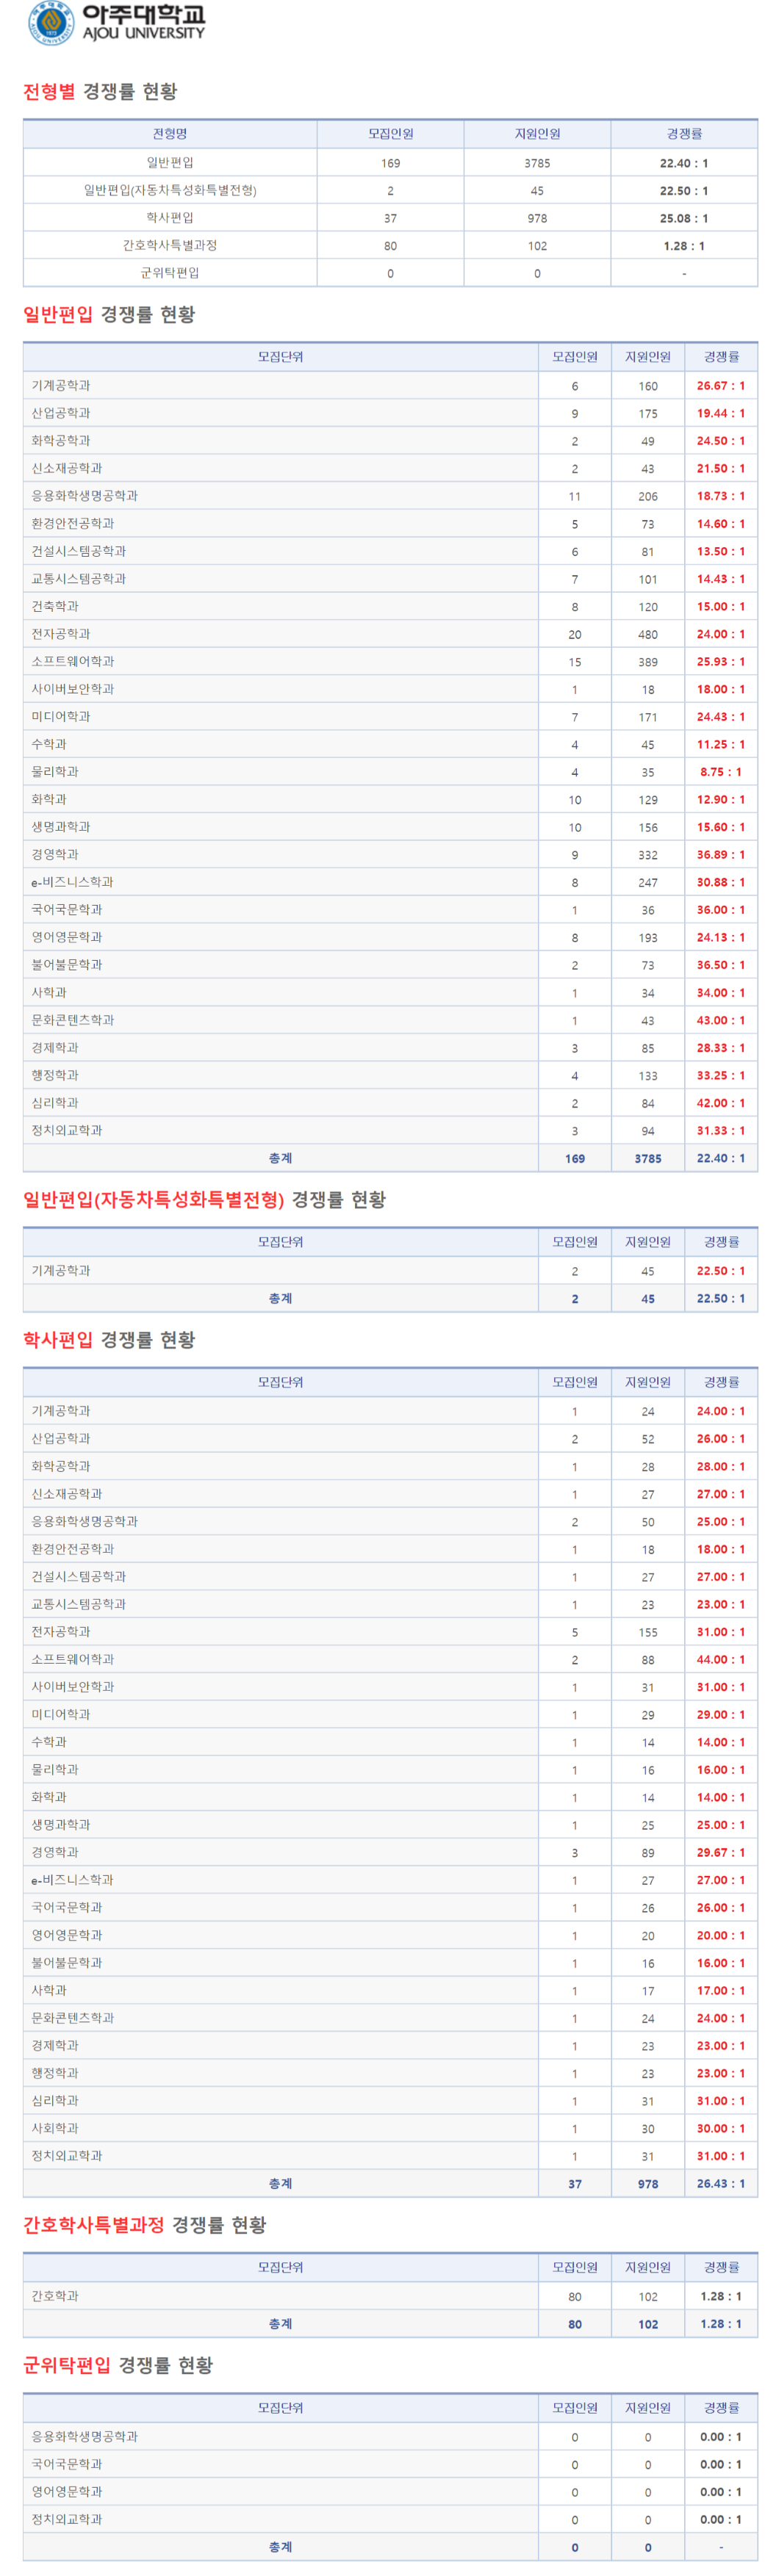 아주대학교
AJOU UNIVERSITY
전형별 경쟁률 현황
전형명 모집인원 지원인원 경쟁률
일반편입 169 3785 22.40 : 1
일반편입(자동차특성화특별전형) 2 45 22.50 : 1
학사편입 37 978 25.08 : 1
간호학사특별과정 80 102 1.28 : 1
군위탁편입 0 0 -
일반편입 경쟁률 현황
모집단위 모집인원 지원인원 경쟁률
기계공학과 6 160 26.67 : 1
산업공학과 9 175 19.44 : 1
화학공학과 2 49 24.50 : 1
신소재공학과 2 43 21.50 : 1
응용화학생명공학과 11 206 18.73 : 1
환경안전공학과 5 73 14.60 : 1
건설시스템공학과 6 81 13.50 : 1
교통시스템공학과 7 101 14.43 : 1
건축학과 8 120 15.00 : 1
전자공학과 20 480 24.00 : 1
소프트웨어학과 15 389 25.93 : 1
사이버보안학과 1 18 18.00 : 1
미디어학과 7 171 24.43 : 1
수학과 4 45 11.25 : 1
물리학과 4 35 8.75 : 1
화학과 10 129 12.90 : 1
생명과학과 10 156 15.60 : 1
경영학과 9 332 36.89 : 1
e-비즈니스학과 8 247 30.88 : 1
국어국문학과 1 36 36.00 : 1
영어영문학과 8 193 24.13 : 1
불어불문학과 2 73 36.50 : 1
사학과 1 34 34.00 : 1
문화콘텐츠학과 1 43 43.00 : 1
경제학과 3 85 28.33 : 1
행정학과 4 133 33.25 : 1
심리학과 2 84 42.00 : 1
정치외교학과 3 94 31.33 : 1
총계 169 3785 22.40 : 1
일반편입(자동차특성화특별전형) 경쟁률 현황
모집단위 모집인원 지원인원 경쟁률
기계공학과 2 45 22.50 : 1
총계 2 45 22.50 : 1
학사편입 경쟁률 현황
모집단위 모집인원 지원인원 경쟁률
기계공학과 1 24 24.00 : 1
산업공학과 2 52 26.00 : 1
화학공학과 1 28 28.00 : 1
신소재공학과 1 27 27.00 : 1
응용화학생명공학과 2 50 25.00 : 1
환경안전공학과 1 18 18.00 : 1
건설시스템공학과 1 27 27.00 : 1
교통시스템공학과 1 23 23.00 : 1
전자공학과 5 155 31.00 : 1
소프트웨어학과 2 88 44.00 : 1
사이버보안학과 1 31 31.00 : 1
미디어학과 1 29 29.00 : 1
수학과 1 14 14.00 : 1
물리학과 1 16 16.00 : 1
화학과 1 14 14.00 : 1
생명과학과 1 25 25.00 : 1
경영학과 3 89 29.67 : 1
e-비즈니스학과 1 27 27.00 : 1
국어국문학과 1 26 26.00 : 1
영어영문학과 1 20 20.00 : 1
불어불문학과 1 16 16.00 : 1
사학과 1 17 17.00 : 1
문화콘텐츠학과 1 24 24.00 : 1
경제학과 1 23 23.00 : 1
행정학과 1 23 23.00 : 1
심리학과 1 31 31.00 : 1
사회학과 1 30 30.00 : 1
정치외교학과 1 31 31.00 : 1
총계 37 978 26.43 : 1
간호학사특별과정 경쟁률 현황
모집단위 모집인원 지원인원 경쟁률
간호학과 80 102 1.28 : 1
총계 80 102 1.28 : 1
군위탁편입 경쟁률 현황
모집단위 모집인원 지원인원 경쟁률
응용화학생명공학과 0 0 0.00 : 1
국어국문학과 0 0 0.00 : 1
영어영문학과 0 0 0.00 : 1
정치외교학과 0 0 0.00 : 1
총계 0 0 -